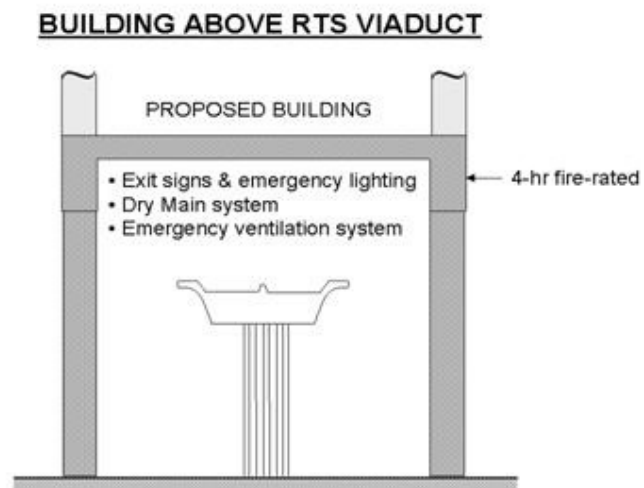 BUILDING ABOVE RTS VIADUCT
PROPOSED BUILDING
• Exit signs & emergency lighting
• Dry Main system
• Emergency ventilation system
4-hr fire-rated